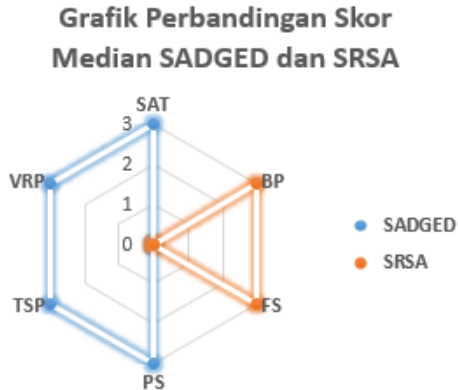 Grafik Perbandingan Skor
Median SADGED dan SRSA
SAT
3
VRP
BP
2
1
SADGED
0
SRSA
TSP
FS
PS